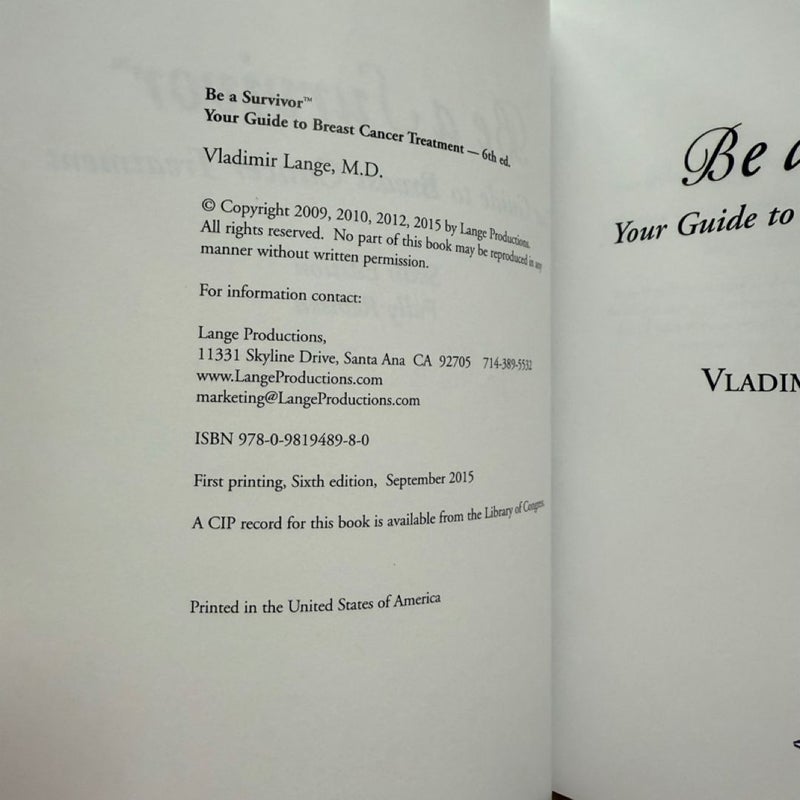 Be a Survivor™
Your Guide to Breast Cancer Treatment — 6th ed.
Vladimir Lange, M.D.
© Copyright 2009, 2010, 2012, 2015 by Lange Productions.
All rights reserved. No part of this book may be reproduced in any
manner without written permission.
For information contact:
Lange Productions,
11331 Skyline Drive, Santa Ana CA 92705 714-389-5532
www.LangeProductions.com
marketing@LangeProductions.com
ISBN 978-0-9819489-8-0
First printing, Sixth edition, September 2015
A CIP record for this book is available from the Library of Congress.
Printed in the United States of America
Be a
Your Guide to
VLADIM